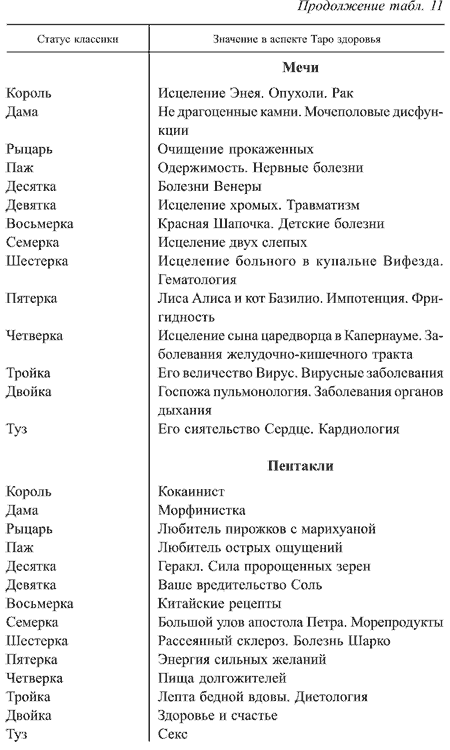 Продолжение табл. 11
Статус классики Значение в аспекте Таро здоровья
Мечи
Король Исцеление Энея. Опухоли. Рак
Дама Не драгоценные камни. Мочеполовые дисфун-
кции
Рыцарь Очищение прокаженных
Паж Одержимость. Нервные болезни
Десятка Болезни Венеры
Девятка Исцеление хромых. Травматизм
Восьмерка Красная Шапочка. Детские болезни
Семерка Исцеление двух слепых
Шестерка Исцеление больного в купальне Вифезда.
Гематология
Пятерка Лиса Алиса и кот Базилио. Импотенция. Фри-
гидность
Четверка Исцеление сына царедворца в Капернауме. За-
болевания желудочно-кишечного тракта
Тройка Его величество Вирус. Вирусные заболевания
Двойка Госпожа пульмонология. Заболевания органов
дыхания
Туз Его сиятельство Сердце. Кардиология
Пентакли
Король Кокаинист
Дама Морфинистка
Рыцарь Любитель пирожков с марихуаной
Паж Любитель острых ощущений
Десятка Геракл. Сила пророщенных зерен
Девятка Ваше вредительство Соль
Восьмерка Китайские рецепты
Семерка Большой улов апостола Петра. Морепродукты
Шестерка Рассеянный склероз. Болезнь Шарко
Пятерка Энергия сильных желаний
Четверка Пища долгожителей
Тройка Лепта бедной вдовы. Диетология
Двойка Здоровье и счастье
Туз Секс